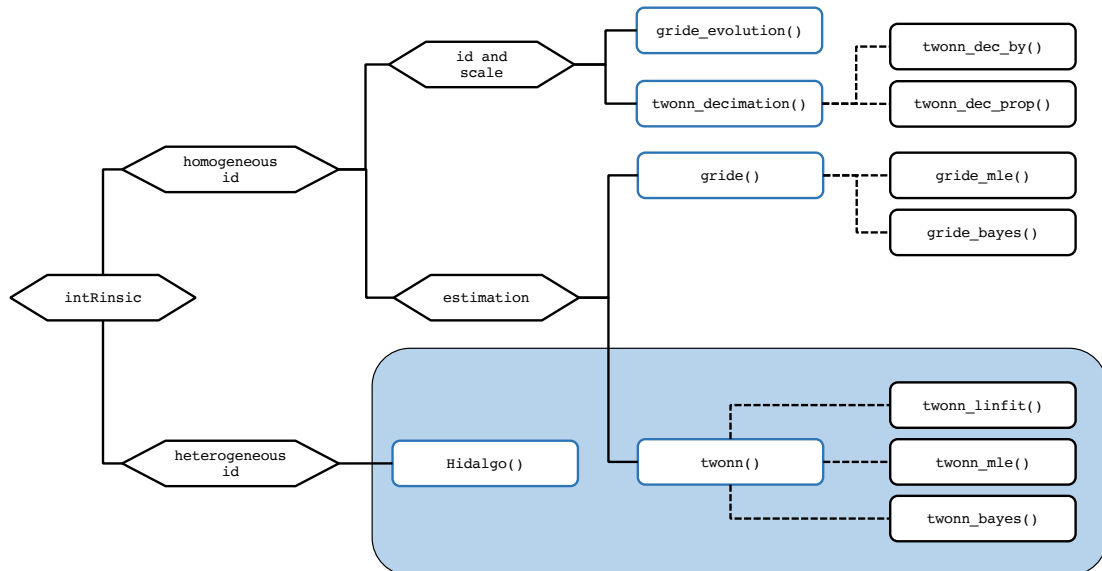 gride_evolution()
id and
scale
twonn_dec_by()
twonn_decimation()
twonn_dec_prop()
homogeneous
id
gride()
gride_mle()
gride_bayes()
intRinsic
estimation
twonn_linfit()
heterogeneous
id
Hidalgo()
twonn()
twonn_mle()
twonn_bayes()